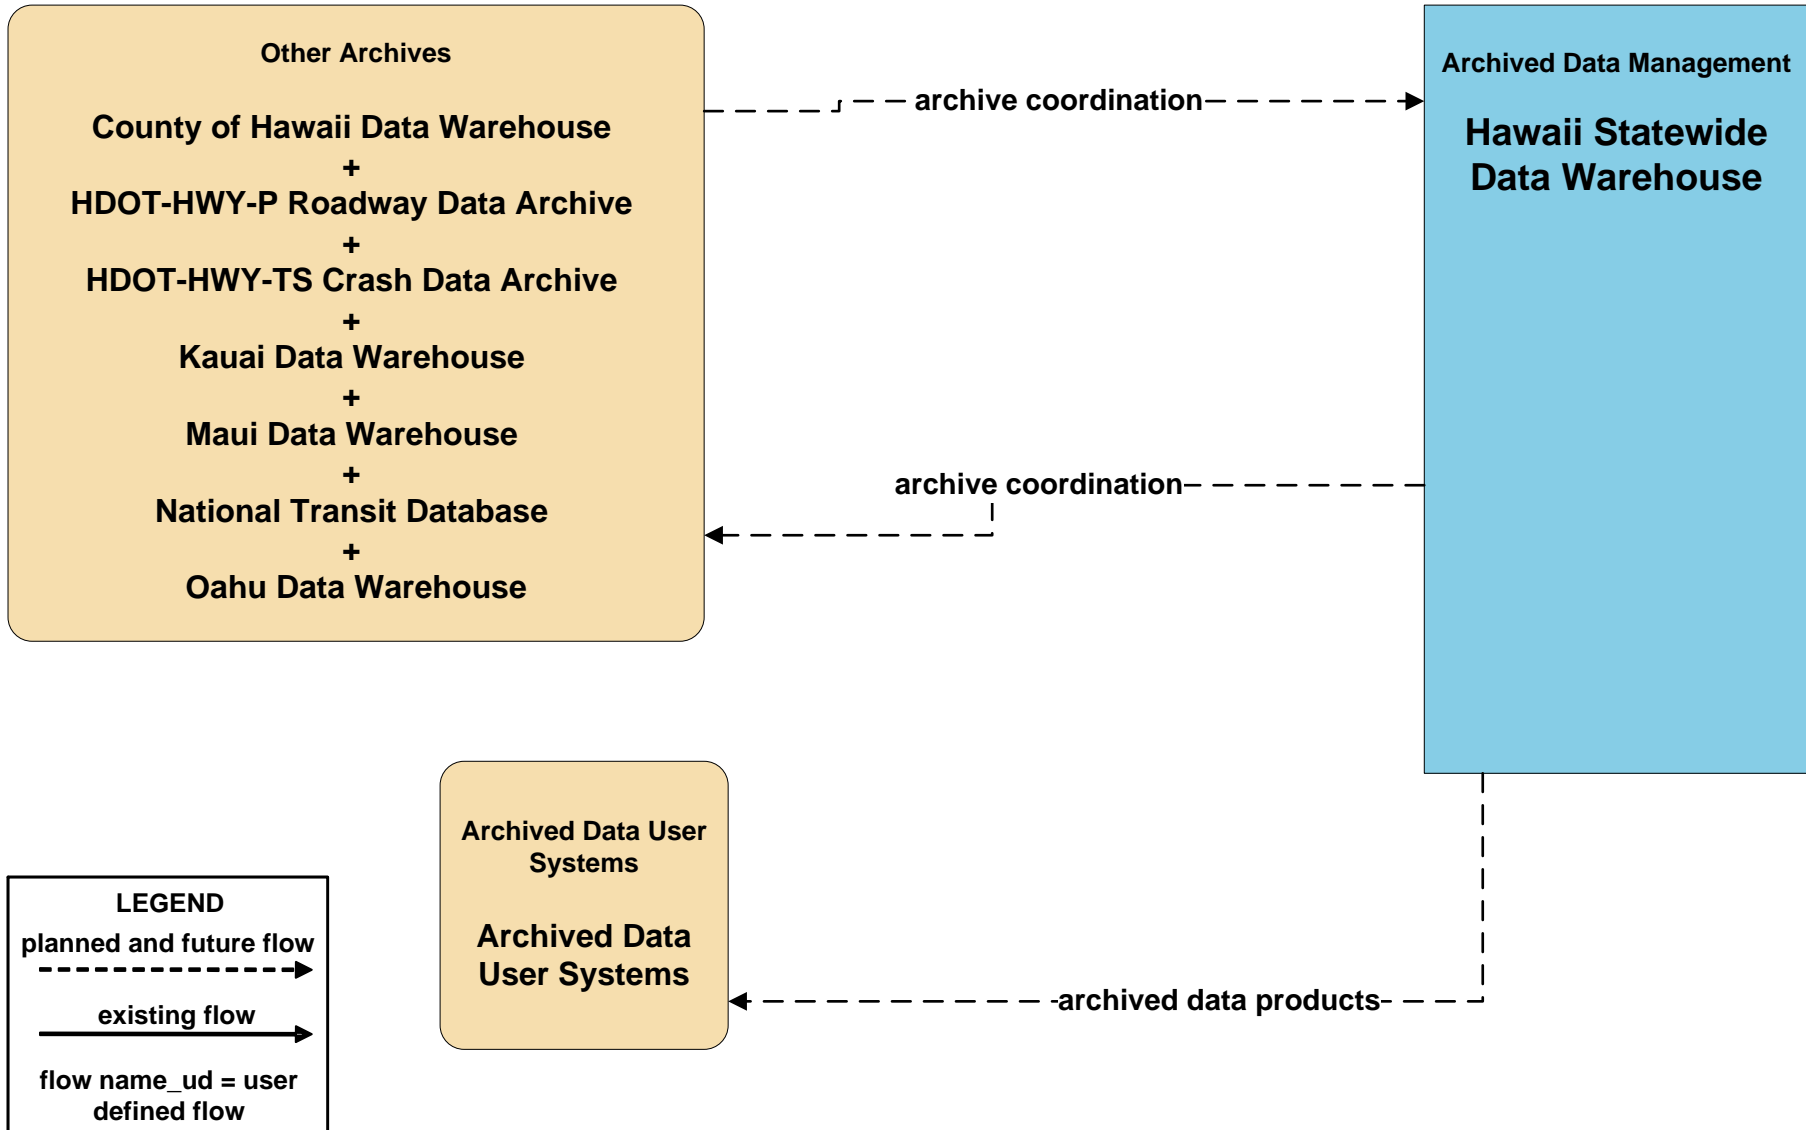 Other Archives
County of Hawaii Data Warehouse
+
HDOT-HWY-P Roadway Data Archive
+
HDOT-HWY-TS Crash Data Archive
+
Kauai Data Warehouse
+
Maui Data Warehouse
+
National Transit Database
+
Oahu Data Warehouse
archive coordination
archive coordination
Archived Data Management
Hawaii Statewide
Data Warehouse
Archived Data User
Systems
Archived Data
User Systems
archived data products
LEGEND
planned and future flow
existing flow
flow name_ud = user
defined flow